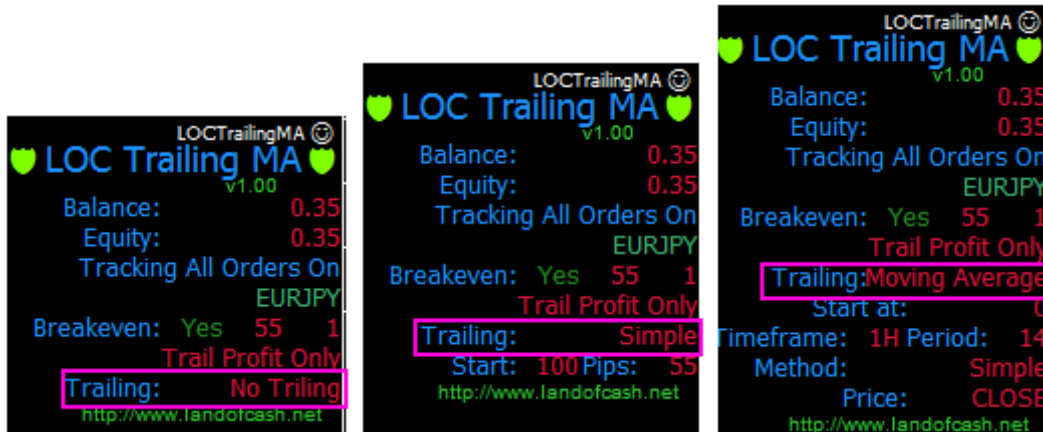 LOCTrailingMA
LOC Trailing MA
v1.00
Balance: 0.35
Equity: 0.35
Tracking All Orders On
EURJPY
Breakeven: Yes 55 1
Trail Profit Only
Trailing: No Triling
http://www.landofcash.net
LOCTrailingMA
LOC Trailing MA
v1.00
Balance: 0.35
Equity: 0.35
Tracking All Orders On
EURJPY
Breakeven: Yes 55 1
Trail Profit Only
Trailing: Simple
Start: 100 Pips: 55
http://www.landofcash.net
LOCTrailingMA
LOC Trailing MA
v1.00
Balance: 0.35
Equity: 0.35
Tracking All Orders On
EURJPY
Breakeven: Yes 55 1
Trail Profit Only
Trailing:Moving Average
Start at: 0
Timeframe: 1H Period: 14
Method: Simple
Price: CLOSE
http://www.landofcash.net